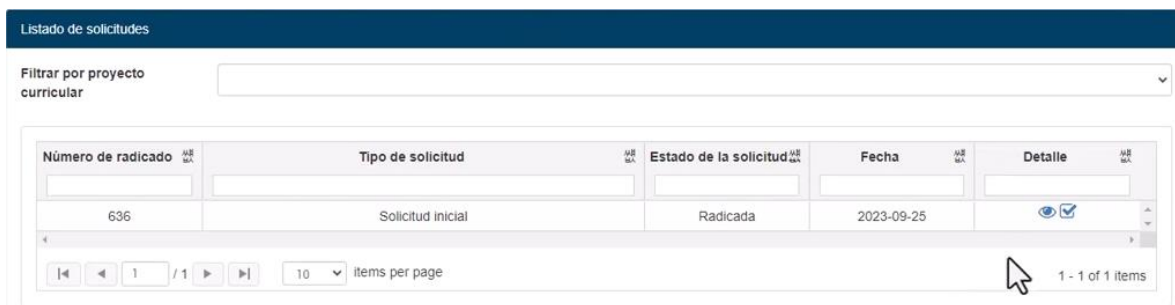 Listado de solicitudes
Filtrar por proyecto
curricular
Número de radicado Tipo de solicitud Estado de la solicitud Fecha Detalle
636 Solicitud inicial Radicada 2023-09-25
1 / 1 10 items per page 1 - 1 of 1 items